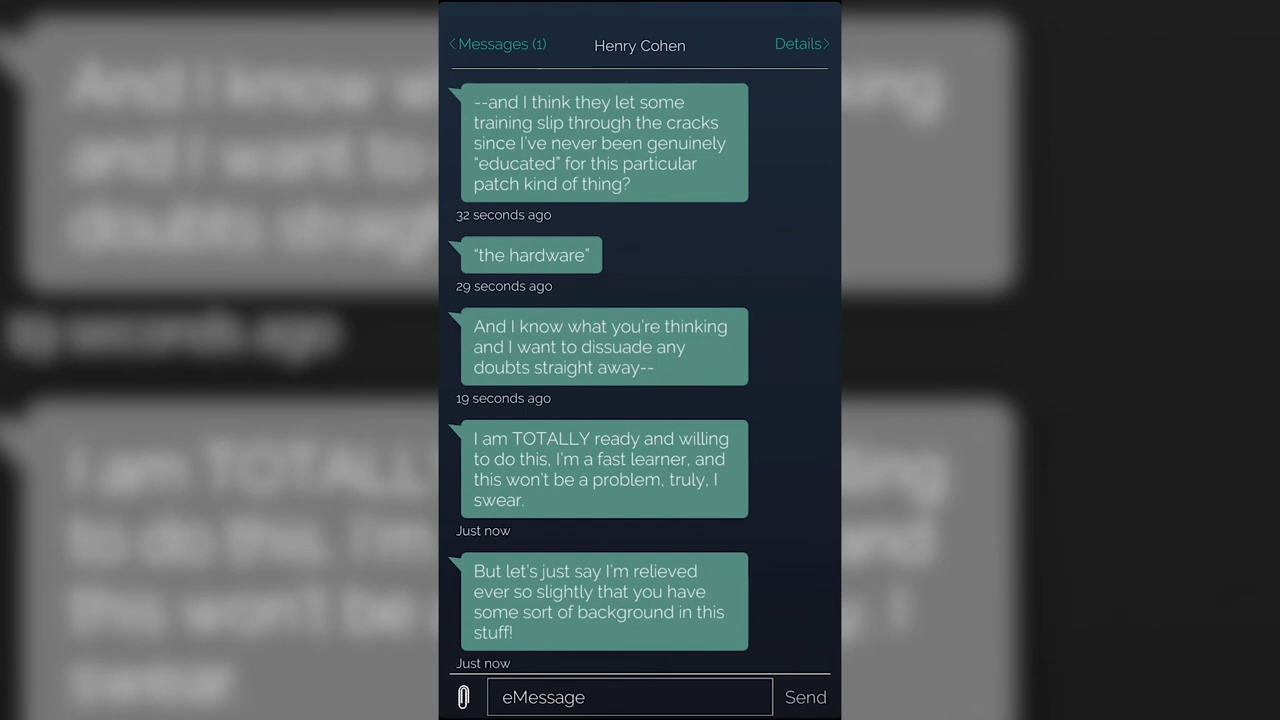 Messages (1) Henry Cohen Details
--and I think they let some
training slip through the cracks
since I've never been genuinely
“educated” for this particular
patch kind of thing?
32 seconds ago
“the hardware”
29 seconds ago
And I know what you're thinking
and I want to dissuade any
doubts straight away--
19 seconds ago
I am TOTALLY ready and willing
to do this, I'm a fast learner, and
this won't be a problem, truly, I
swear.
Just now
But let's just say I'm relieved
ever so slightly that you have
some sort of background in this
stuff!
Just now
eMessage Send